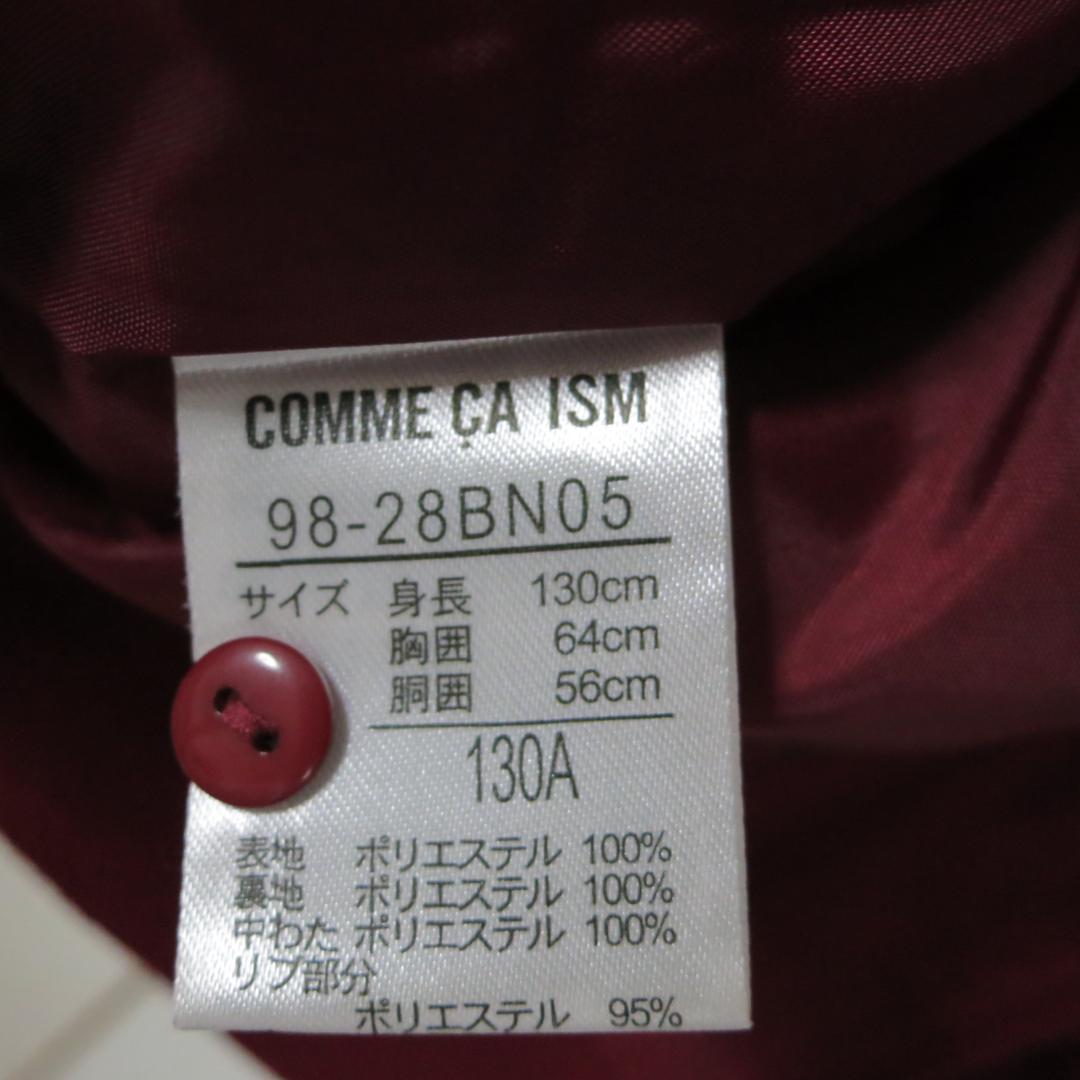 COMME ÇA ISM
98-28BN05
サイズ 身長 130cm
胸囲 64cm
胴囲 56cm
130A
表地 ポリエステル 100%
裏地 ポリエステル 100%
中わた ポリエステル 100%
リブ部分
ポリエステル 95%